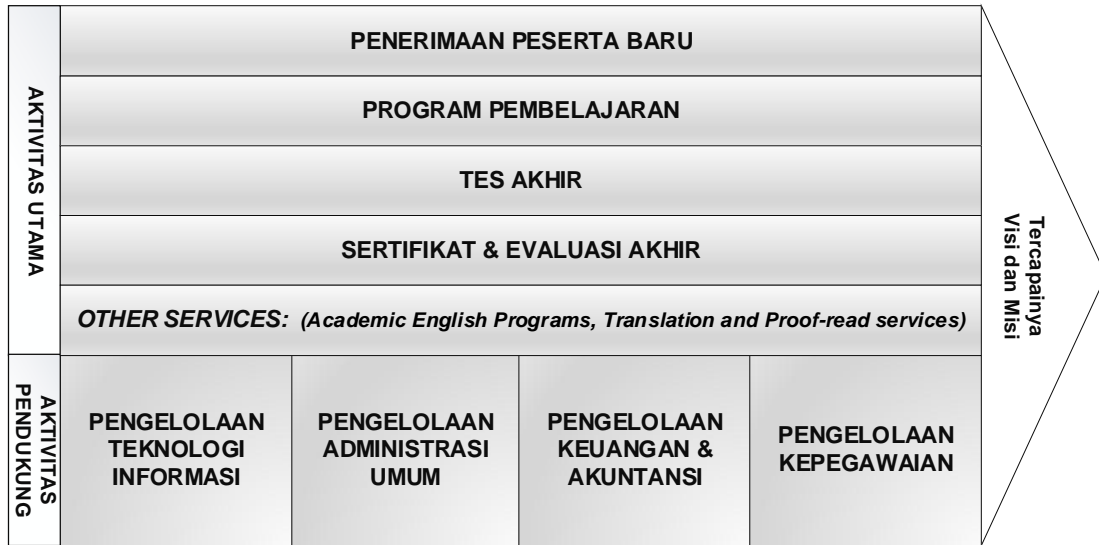 AKTIVITAS UTAMA
PENERIMAAN PESERTA BARU
PROGRAM PEMBELAJARAN
TES AKHIR
SERTIFIKAT & EVALUASI AKHIR
OTHER SERVICES: (Academic English Programs, Translation and Proof-read services)
AKTIVITAS
PENDUKUNG
PENGELOLAAN
TEKNOLOGI
INFORMASI
PENGELOLAAN
ADMINISTRASI
UMUM
PENGELOLAAN
KEUANGAN &
AKUNTANSI
PENGELOLAAN
KEPEGAWAIAN
Tercapainya
Visi dan Misi